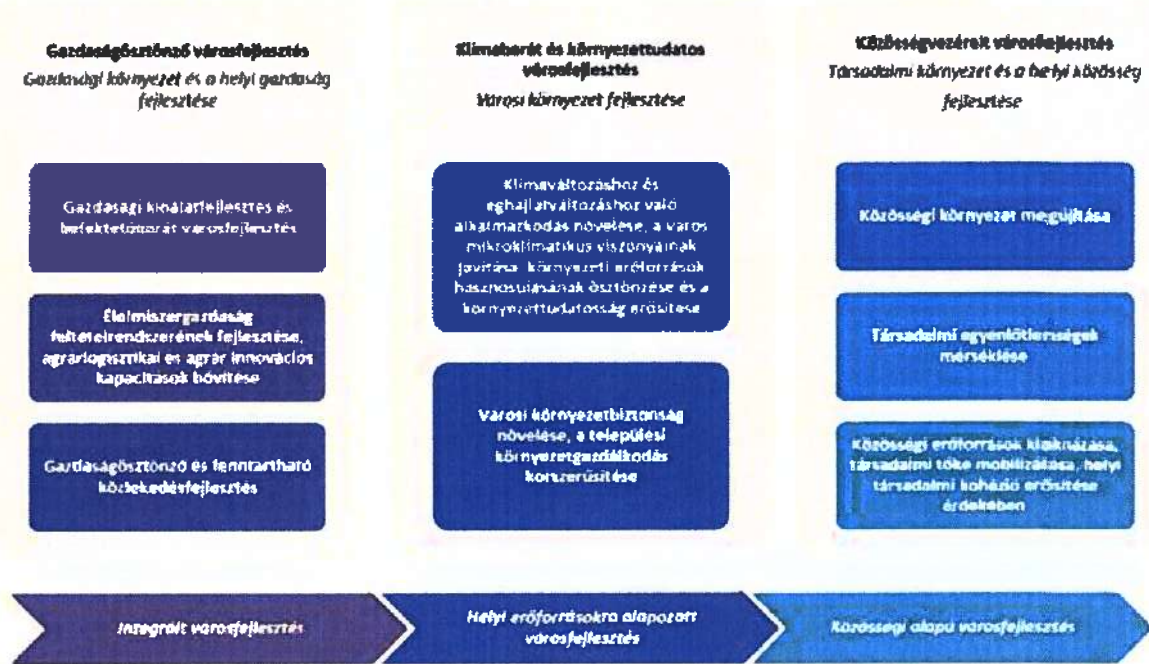 Gazdaságösztönző városfejlesztés
Gazdasági környezet és a helyi gazdaság
fejlesztése
Gazdasági kínálatfejlesztés és
befektetőbarát városfejlesztés
Élelmiszergazdaság
feltételrendszerének fejlesztése,
agrárlogisztikai és agrár innovációs
kapacitások bővítése
Gazdaságösztönző és fenntartható
közlekedésfejlesztés
Klímabarát és környezettudatos
városfejlesztés
Városi környezet fejlesztése
Klímaváltozáshoz és
éghajlatváltozáshoz való
alkalmazkodás növelése, a város
mikroklimatikus viszonyainak
javítása, környezeti erőforrások
hasznosulásának ösztönzése és a
környezettudatosság erősítése
Városi környezetbiztonság
növelése, a települési
környezetgazdálkodás
korszerűsítése
Közösségvezérelt városfejlesztés
Társadalmi környezet és a helyi közösség
fejlesztése
Közösségi környezet megújítása
Társadalmi egyenlőtlenségek
mérséklése
Közösségi erőforrások kiaknázása,
társadalmi tőke mobilizálása, helyi
társadalmi kohézió erősítése
érdekében
Integrált városfejlesztés
Helyi erőforrásokra alapozott
városfejlesztés
Közösségi alapú városfejlesztés